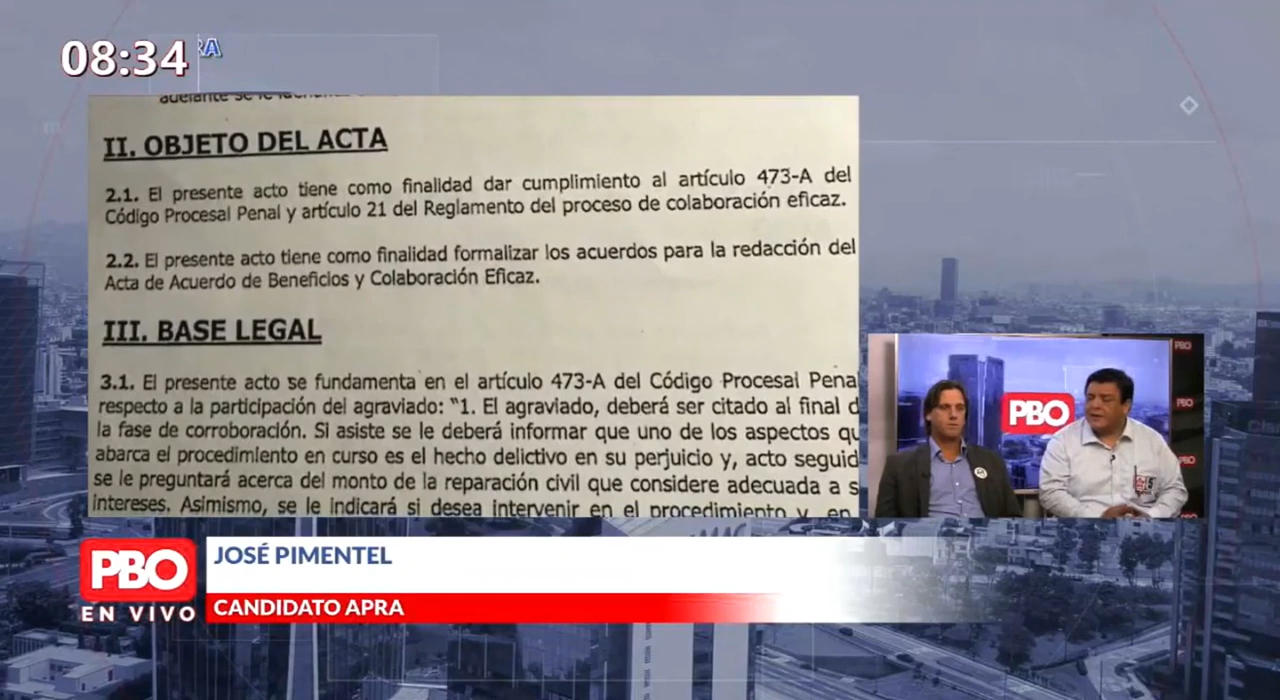 08:34
RA
II. OBJETO DEL ACTA
2.1. El presente acto tiene como finalidad dar cumplimiento al artículo 473-A del
Código Procesal Penal y artículo 21 del Reglamento del proceso de colaboración eficaz.
2.2. El presente acto tiene como finalidad formalizar los acuerdos para la redacción del
Acta de Acuerdo de Beneficios y Colaboración Eficaz.
III. BASE LEGAL
3.1. El presente acto se fundamenta en el artículo 473-A del Código Procesal Pena
respecto a la participación del agraviado: "1. El agraviado, deberá ser citado al final d
la fase de corroboración. Si asiste se le deberá informar que uno de los aspectos qu
abarca el procedimiento en curso es el hecho delictivo en su perjuicio y, acto seguid
se le preguntará acerca del monto de la reparación civil que considere adecuada a s
intereses. Asimismo, se le indicará si desea intervenir en el procedimiento y, en
PBO
PBO
PBO
PBO
PBO
JOSÉ PIMENTEL
EN VIVO
CANDIDATO APRA